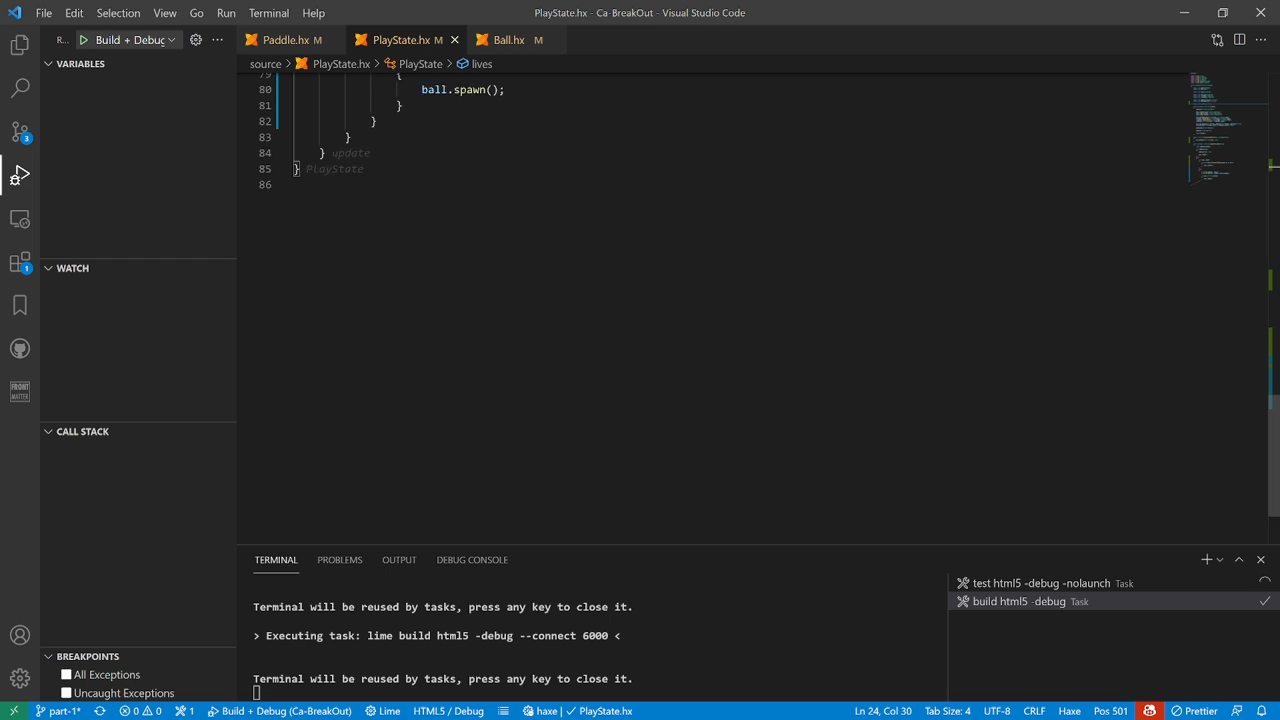 File Edit Selection View Go Run Terminal Help PlayState.hx - Ca-BreakOut - Visual Studio Code
R... Build + Debug ··· Paddle.hx M PlayState.hx M Ball.hx M ···
VARIABLES
source > PlayState.hx > PlayState > lives
79 {
80 ball.spawn();
81 }
82 }
83 }
84 } update
85 } PlayState
86
3
1
FRONT MATTER
WATCH
CALL STACK
BREAKPOINTS
All Exceptions
Uncaught Exceptions
TERMINAL PROBLEMS OUTPUT DEBUG CONSOLE
Terminal will be reused by tasks, press any key to close it.
> Executing task: lime build html5 -debug --connect 6000 <
Terminal will be reused by tasks, press any key to close it.
test html5 -debug -nolaunch Task
build html5 -debug Task
part-1* 0 0 1 Build + Debug (Ca-BreakOut) Lime HTML5 / Debug haxe | PlayState.hx Ln 24, Col 30 Tab Size: 4 UTF-8 CRLF Haxe Pos 501 Prettier